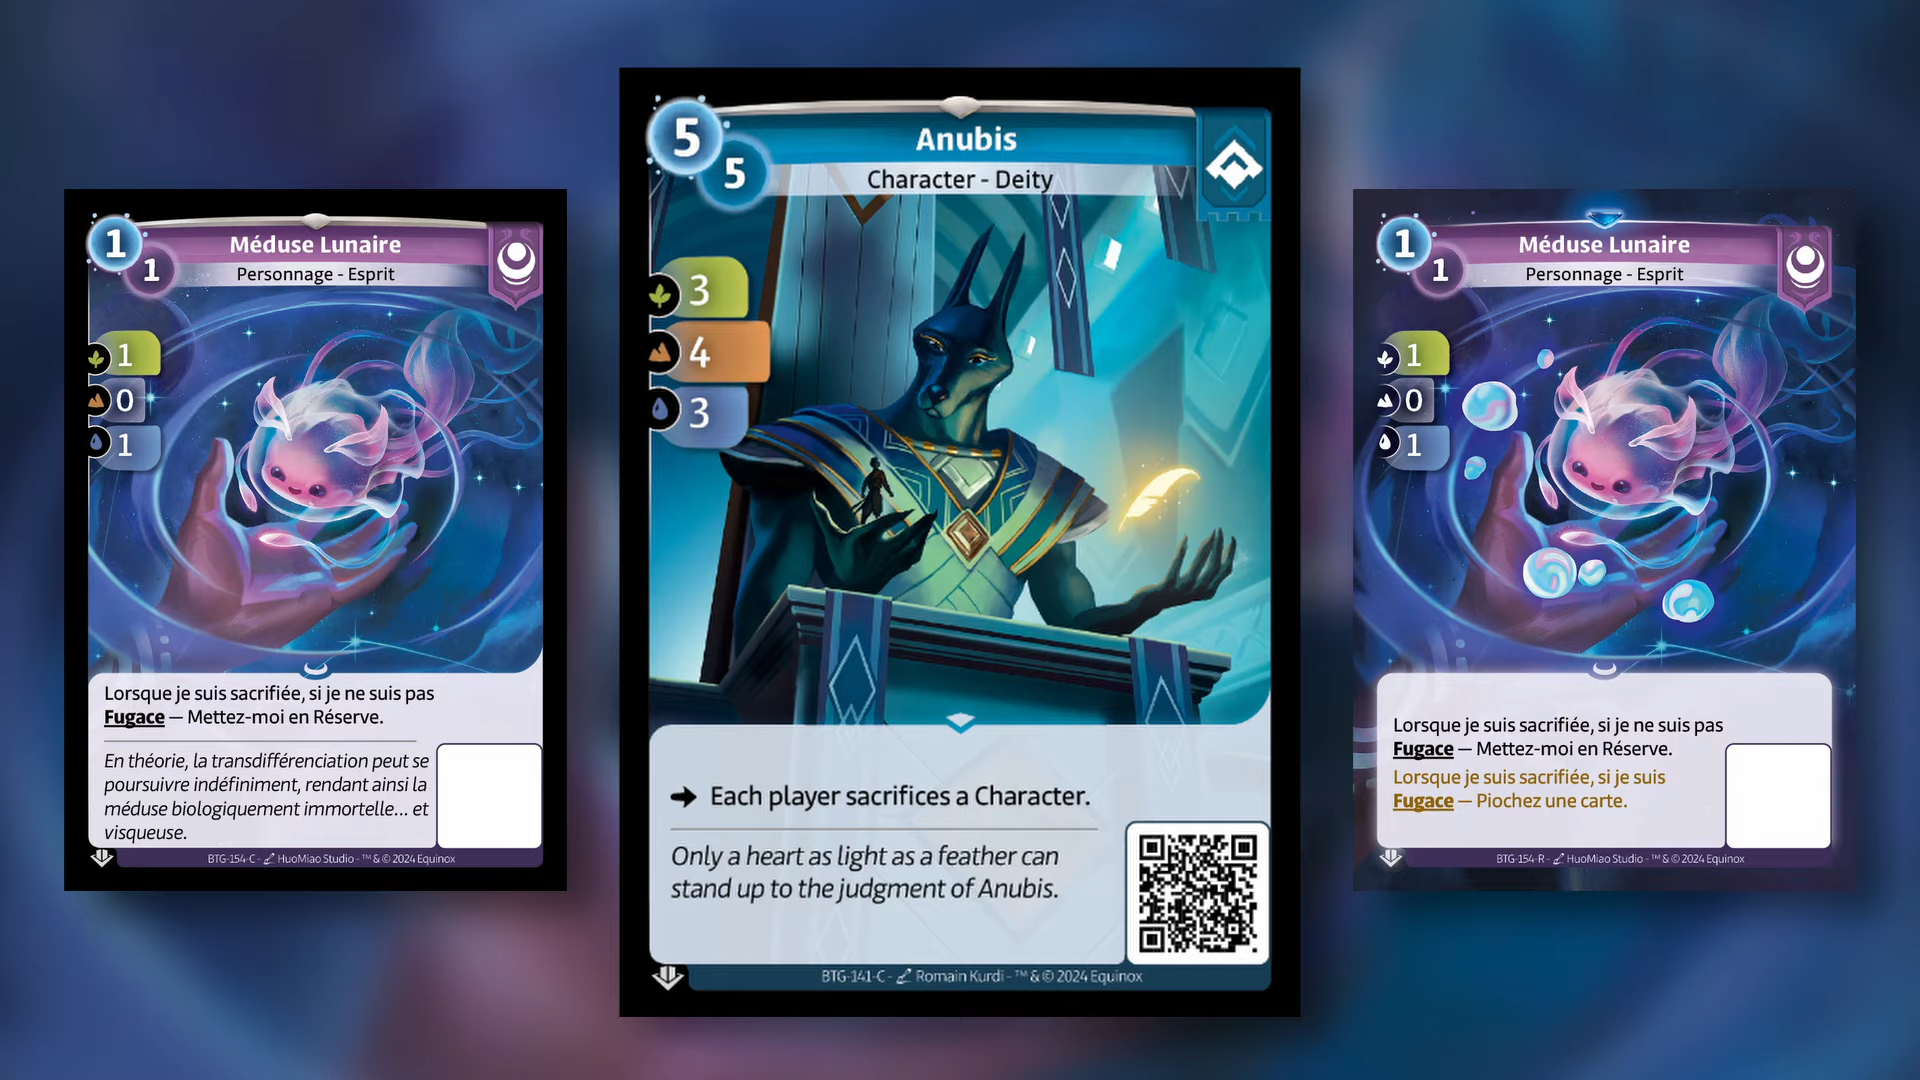 1
1
Méduse Lunaire
Personnage - Esprit
1
0
1
Lorsque je suis sacrifiée, si je ne suis pas
Fugace — Mettez-moi en Réserve.
En théorie, la transdifférenciation peut se
poursuivre indéfiniment, rendant ainsi la
méduse biologiquement immortelle... et
visqueuse.
BTG-154-C - HuoMiao Studio - ™ & © 2024 Equinox
5
5
Anubis
Character - Deity
3
4
3
Each player sacrifices a Character.
Only a heart as light as a feather can
stand up to the judgment of Anubis.
BTG-141-C - Romain Kurdi - ™ & © 2024 Equinox
1
1
Méduse Lunaire
Personnage - Esprit
1
0
1
Lorsque je suis sacrifiée, si je ne suis pas
Fugace — Mettez-moi en Réserve.
Lorsque je suis sacrifiée, si je suis
Fugace — Piochez une carte.
BTG-154-R - HuoMiao Studio - ™ & © 2024 Equinox